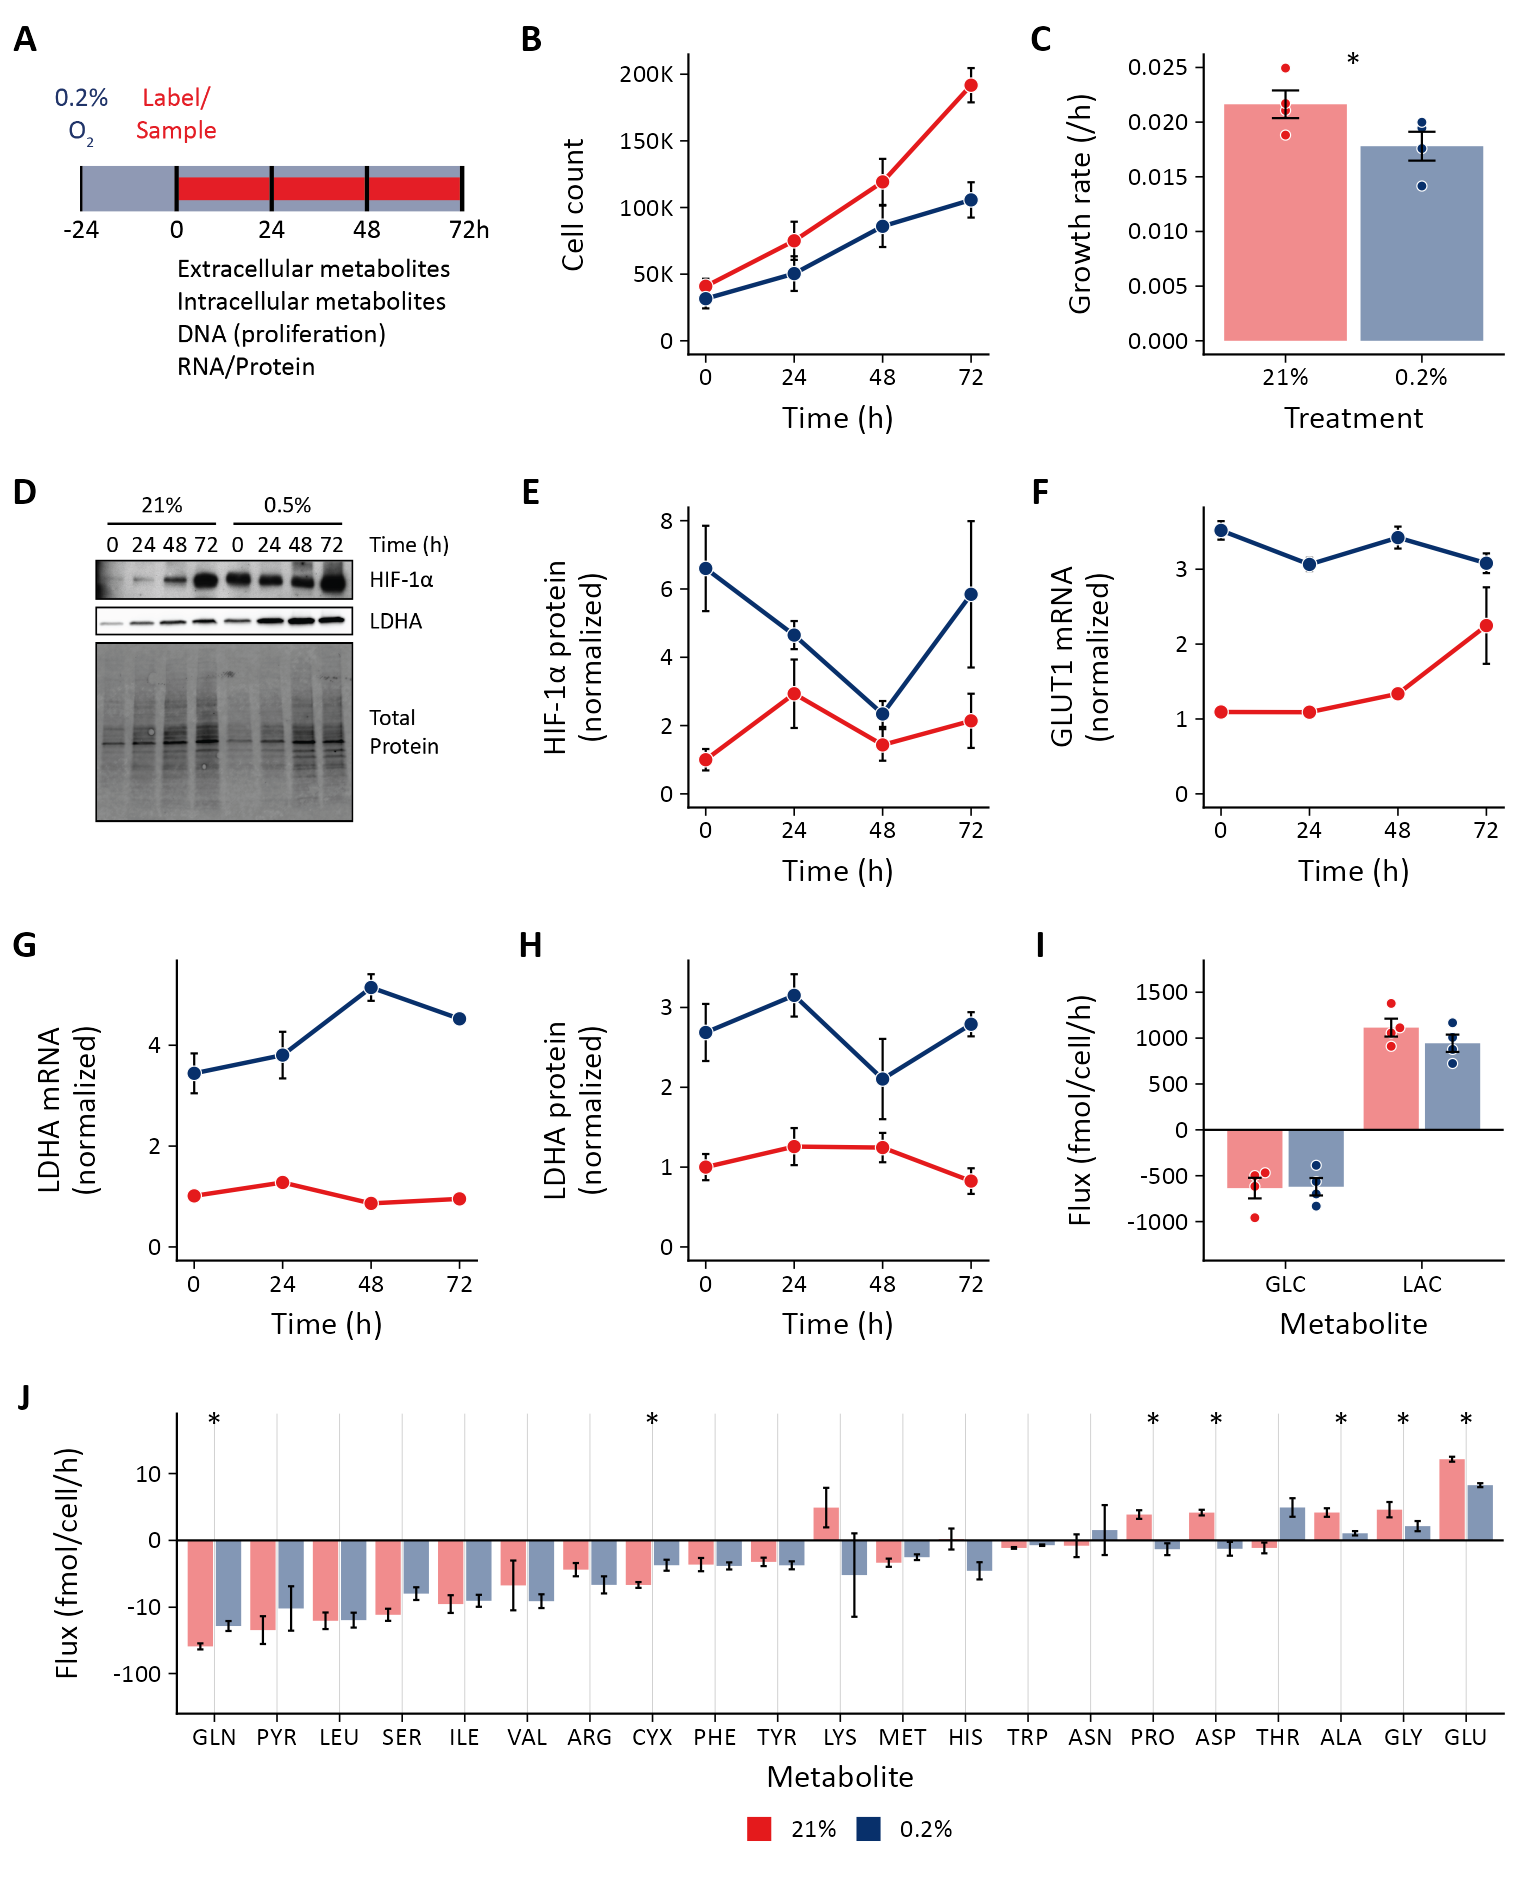 A
0.2%
O2
Label/
Sample
-24 0 24 48 72h
Extracellular metabolites
Intracellular metabolites
DNA (proliferation)
RNA/Protein
B
Cell count
200K
150K
100K
50K
0
0 24 48 72
Time (h)
C
Growth rate (/h)
0.025
0.020
0.015
0.010
0.005
0.000
*
21% 0.2%
Treatment
D
21% 0.5%
0 24 48 72 0 24 48 72 Time (h)
HIF-1α
LDHA
Total
Protein
E
HIF-1α protein
(normalized)
8
6
4
2
0
0 24 48 72
Time (h)
F
GLUT1 mRNA
(normalized)
3
2
1
0
0 24 48 72
Time (h)
G
LDHA mRNA
(normalized)
4
2
0
0 24 48 72
Time (h)
H
LDHA protein
(normalized)
3
2
1
0
0 24 48 72
Time (h)
I
Flux (fmol/cell/h)
1500
1000
500
0
-500
-1000
GLC LAC
Metabolite
J
Flux (fmol/cell/h)
* * * * * * *
10
0
-10
-100
GLN PYR LEU SER ILE VAL ARG CYX PHE TYR LYS MET HIS TRP ASN PRO ASP THR ALA GLY GLU
Metabolite
21% 0.2%